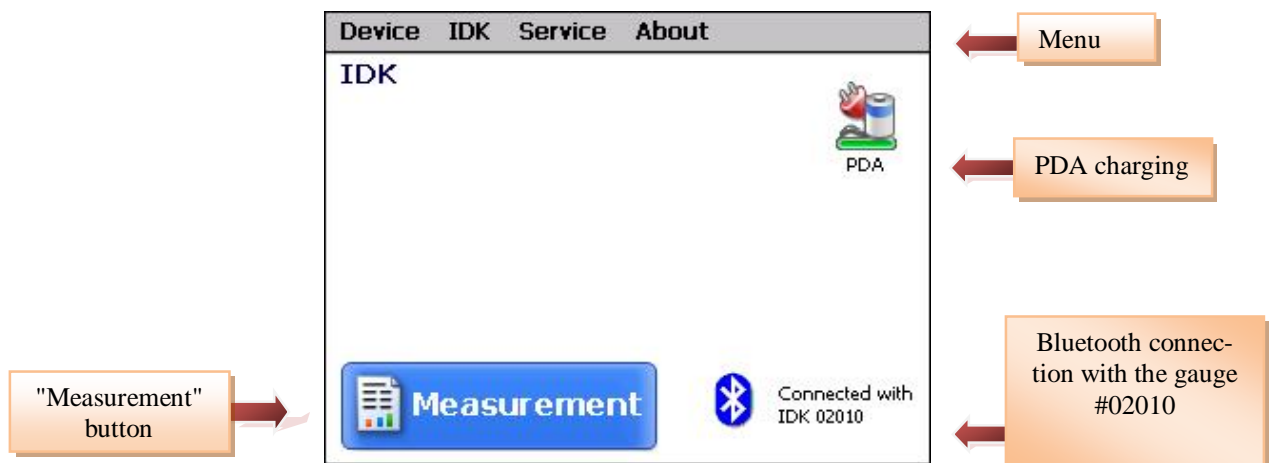 Device IDK Service About
Menu
IDK
PDA
PDA charging
Measurement
Connected with
IDK 02010
"Measurement"
button
Bluetooth connec-
tion with the gauge
#02010